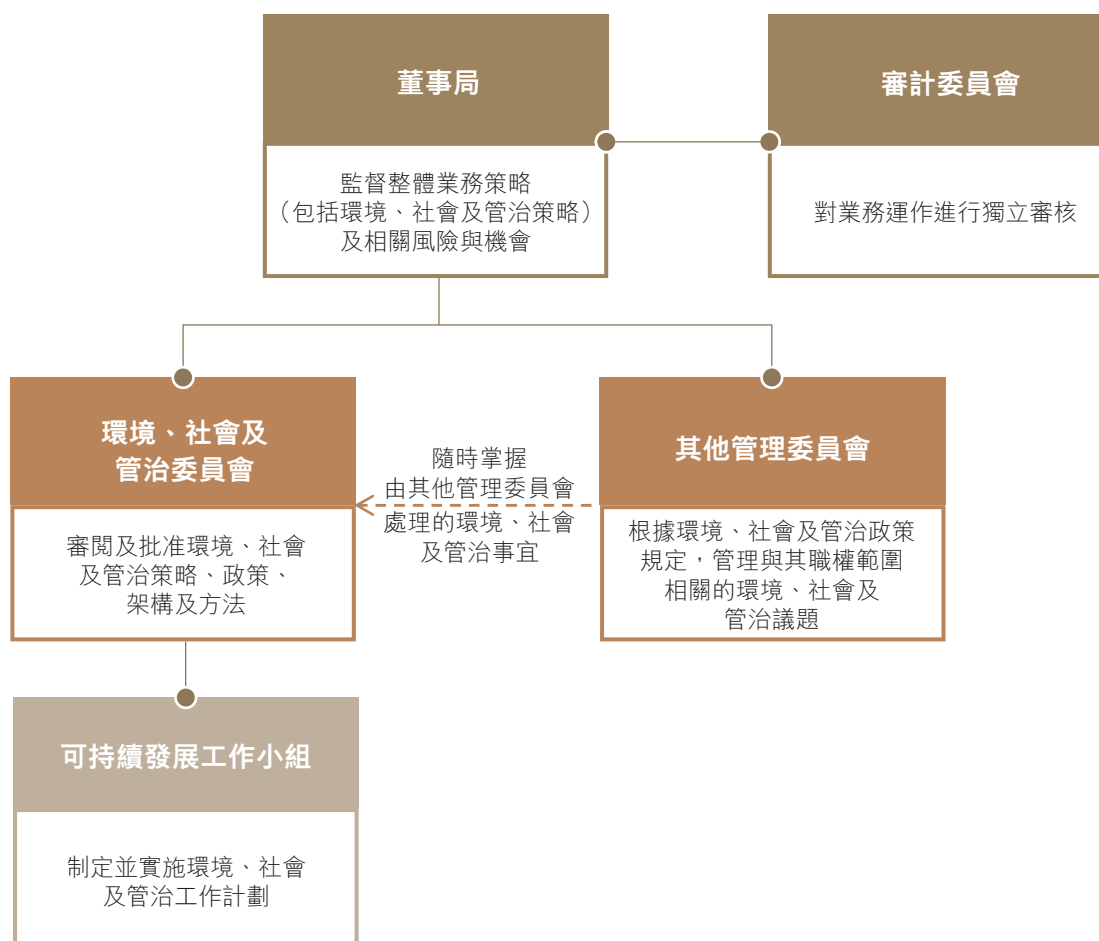 董事局
監督整體業務策略
（包括環境、社會及管治策略）
及相關風險與機會
審計委員會
對業務運作進行獨立審核
環境、社會及
管治委員會
審閱及批准環境、社會
及管治策略、政策、
架構及方法
隨時掌握
由其他管理委員會
處理的環境、社會
及管治事宜
其他管理委員會
根據環境、社會及管治政策
規定，管理與其職權範圍
相關的環境、社會及
管治議題
可持續發展工作小組
制定並實施環境、社會
及管治工作計劃